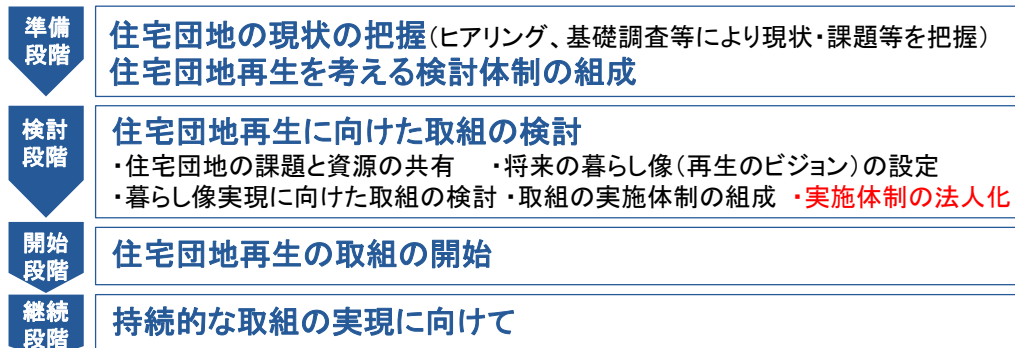 準備
段階
住宅団地の現状の把握(ヒアリング、基礎調査等により現状・課題等を把握)
住宅団地再生を考える検討体制の組成
検討
段階
住宅団地再生に向けた取組の検討
・住宅団地の課題と資源の共有 ・将来の暮らし像(再生のビジョン)の設定
・暮らし像実現に向けた取組の検討 ・取組の実施体制の組成 ・実施体制の法人化
開始
段階
住宅団地再生の取組の開始
継続
段階
持続的な取組の実現に向けて